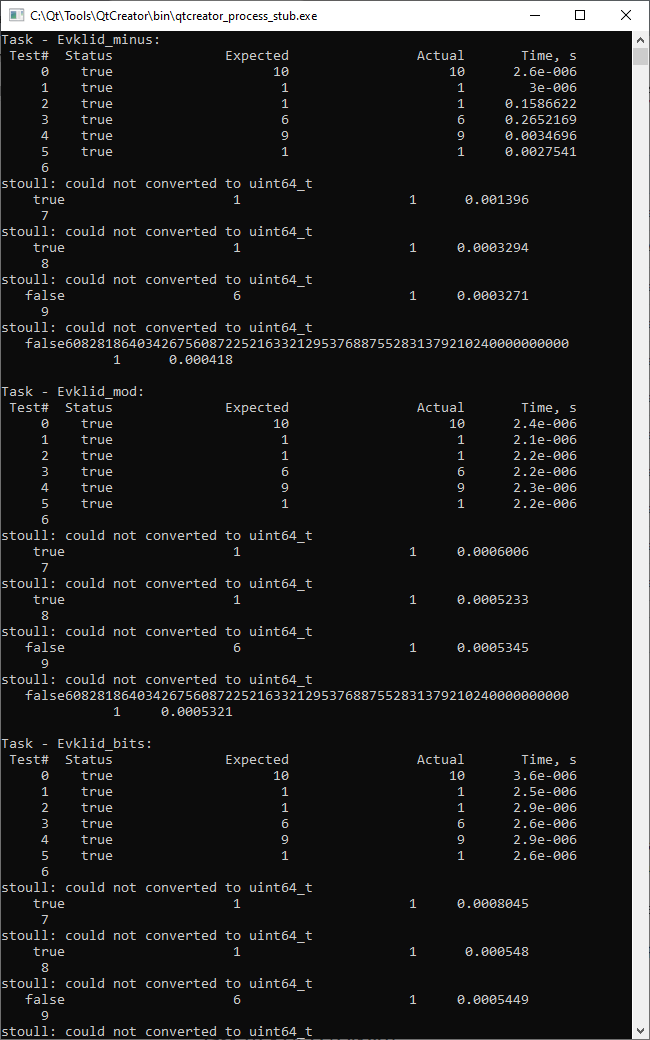 C:\Qt\Tools\QtCreator\bin\qtcreator_process_stub.exe
Task - Evklid_minus:
Test# Status Expected Actual Time, s
0 true 10 10 2.6e-006
1 true 1 1 3e-006
2 true 1 1 0.1586622
3 true 6 6 0.2652169
4 true 9 9 0.0034696
5 true 1 1 0.0027541
6
stoull: could not converted to uint64_t
true 1 1 0.001396
7
stoull: could not converted to uint64_t
true 1 1 0.0003294
8
stoull: could not converted to uint64_t
false 6 1 0.0003271
9
stoull: could not converted to uint64_t
false608281864034267560872252163321295376887552831379210240000000000
1 0.000418
Task - Evklid_mod:
Test# Status Expected Actual Time, s
0 true 10 10 2.4e-006
1 true 1 1 2.1e-006
2 true 1 1 2.2e-006
3 true 6 6 2.2e-006
4 true 9 9 2.3e-006
5 true 1 1 2.2e-006
6
stoull: could not converted to uint64_t
true 1 1 0.0006006
7
stoull: could not converted to uint64_t
true 1 1 0.0005233
8
stoull: could not converted to uint64_t
false 6 1 0.0005345
9
stoull: could not converted to uint64_t
false608281864034267560872252163321295376887552831379210240000000000
1 0.0005321
Task - Evklid_bits:
Test# Status Expected Actual Time, s
0 true 10 10 3.6e-006
1 true 1 1 2.5e-006
2 true 1 1 2.9e-006
3 true 6 6 2.6e-006
4 true 9 9 2.9e-006
5 true 1 1 2.6e-006
6
stoull: could not converted to uint64_t
true 1 1 0.0008045
7
stoull: could not converted to uint64_t
true 1 1 0.000548
8
stoull: could not converted to uint64_t
false 6 1 0.0005449
9
stoull: could not converted to uint64_t